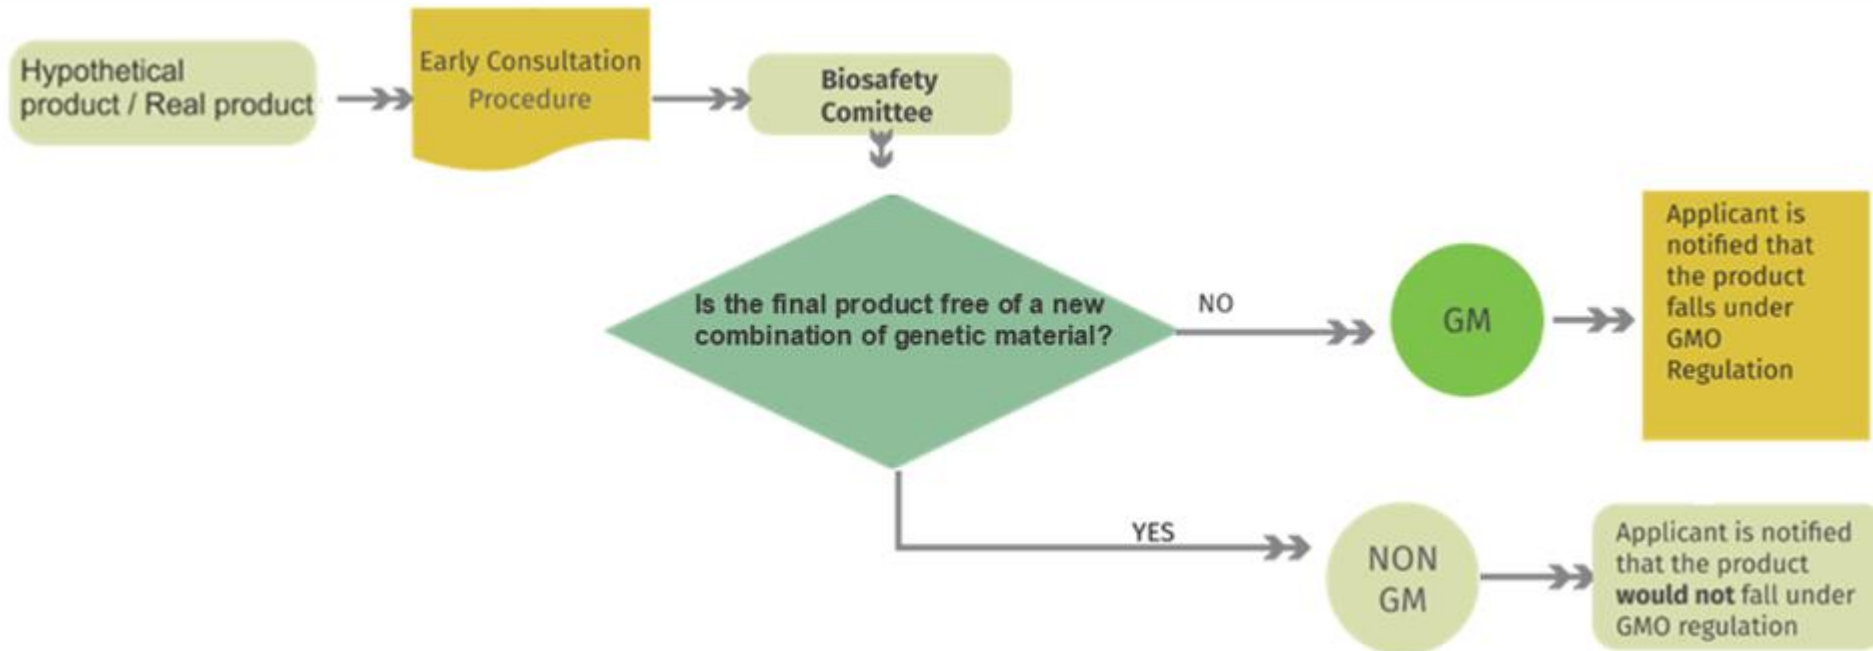 Hypothetical
product / Real product
Early Consultation
Procedure
Biosafety
Comittee
Is the final product free of a new
combination of genetic material?
NO
GM
Applicant is
notified that
the product
falls under
GMO
Regulation
YES
NON
GM
Applicant is notified
that the product
would not fall under
GMO regulation